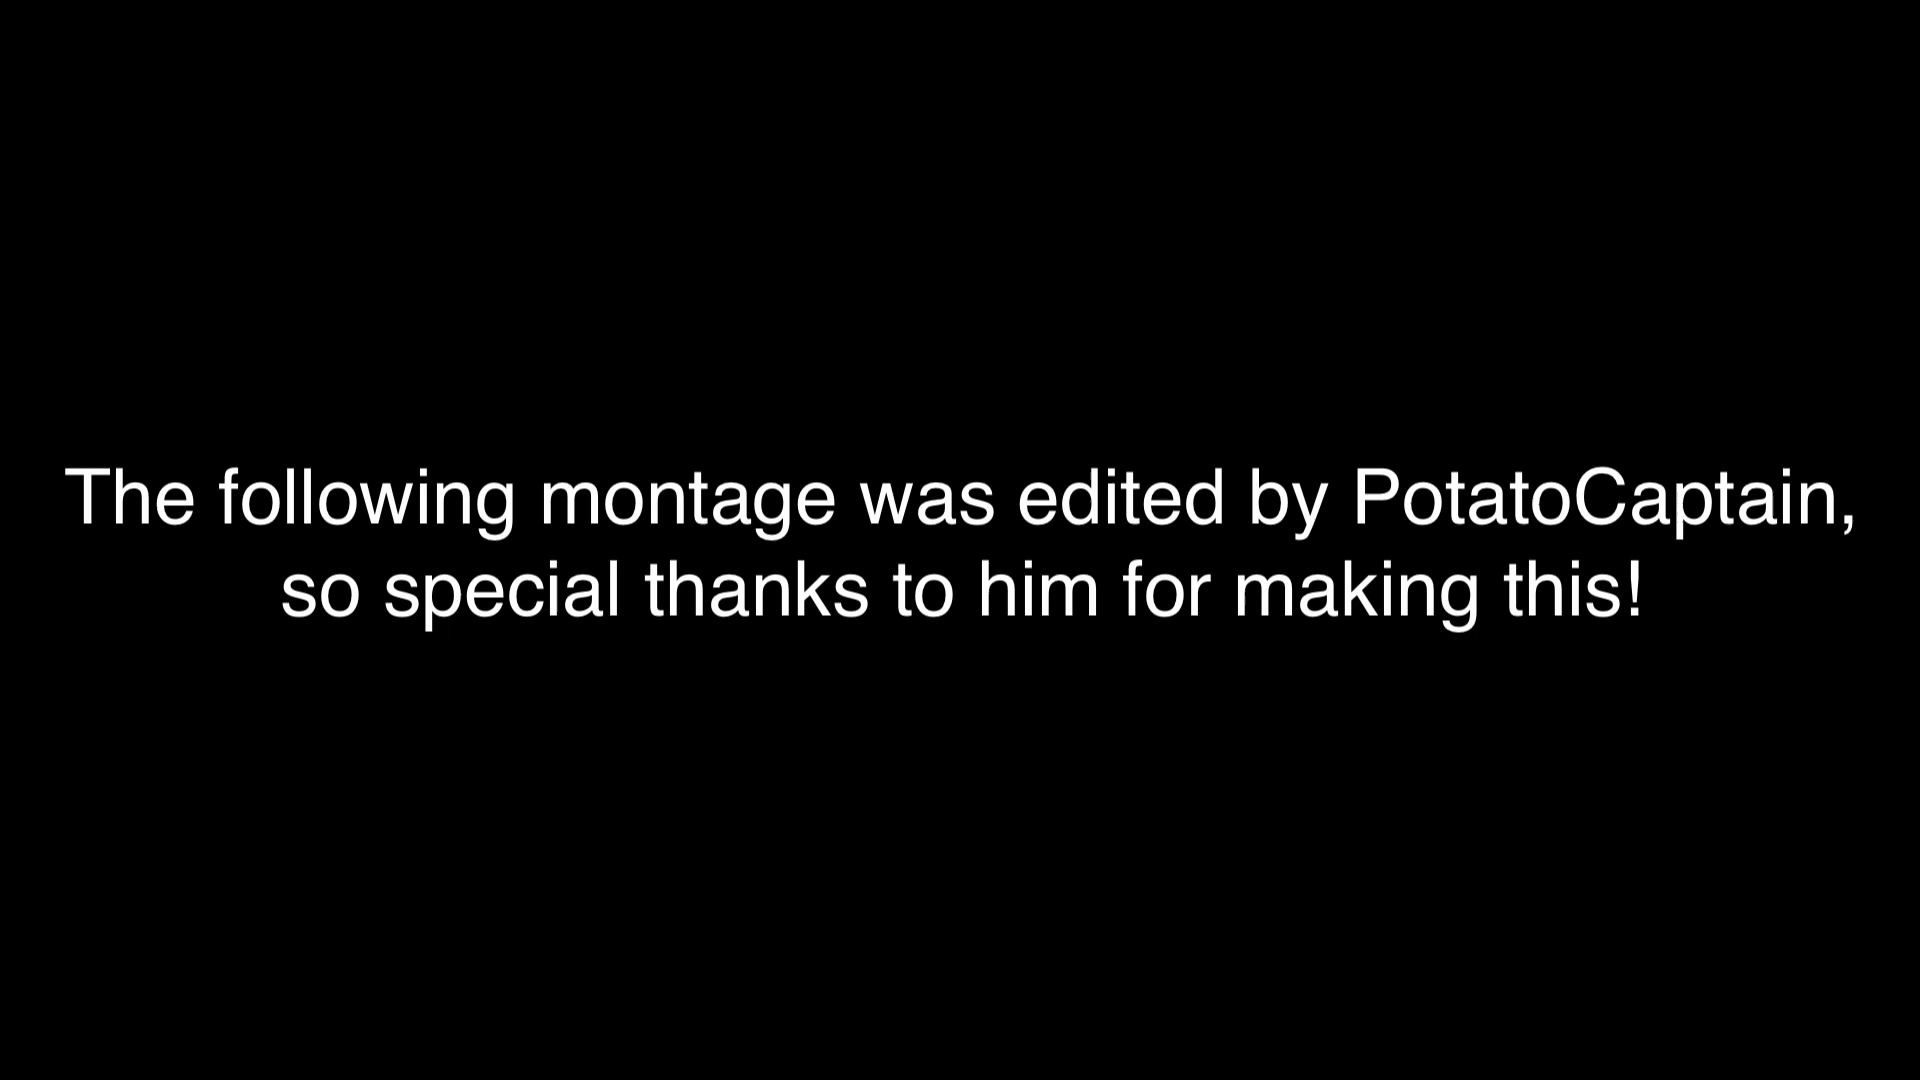 The following montage was edited by PotatoCaptain,
so special thanks to him for making this!